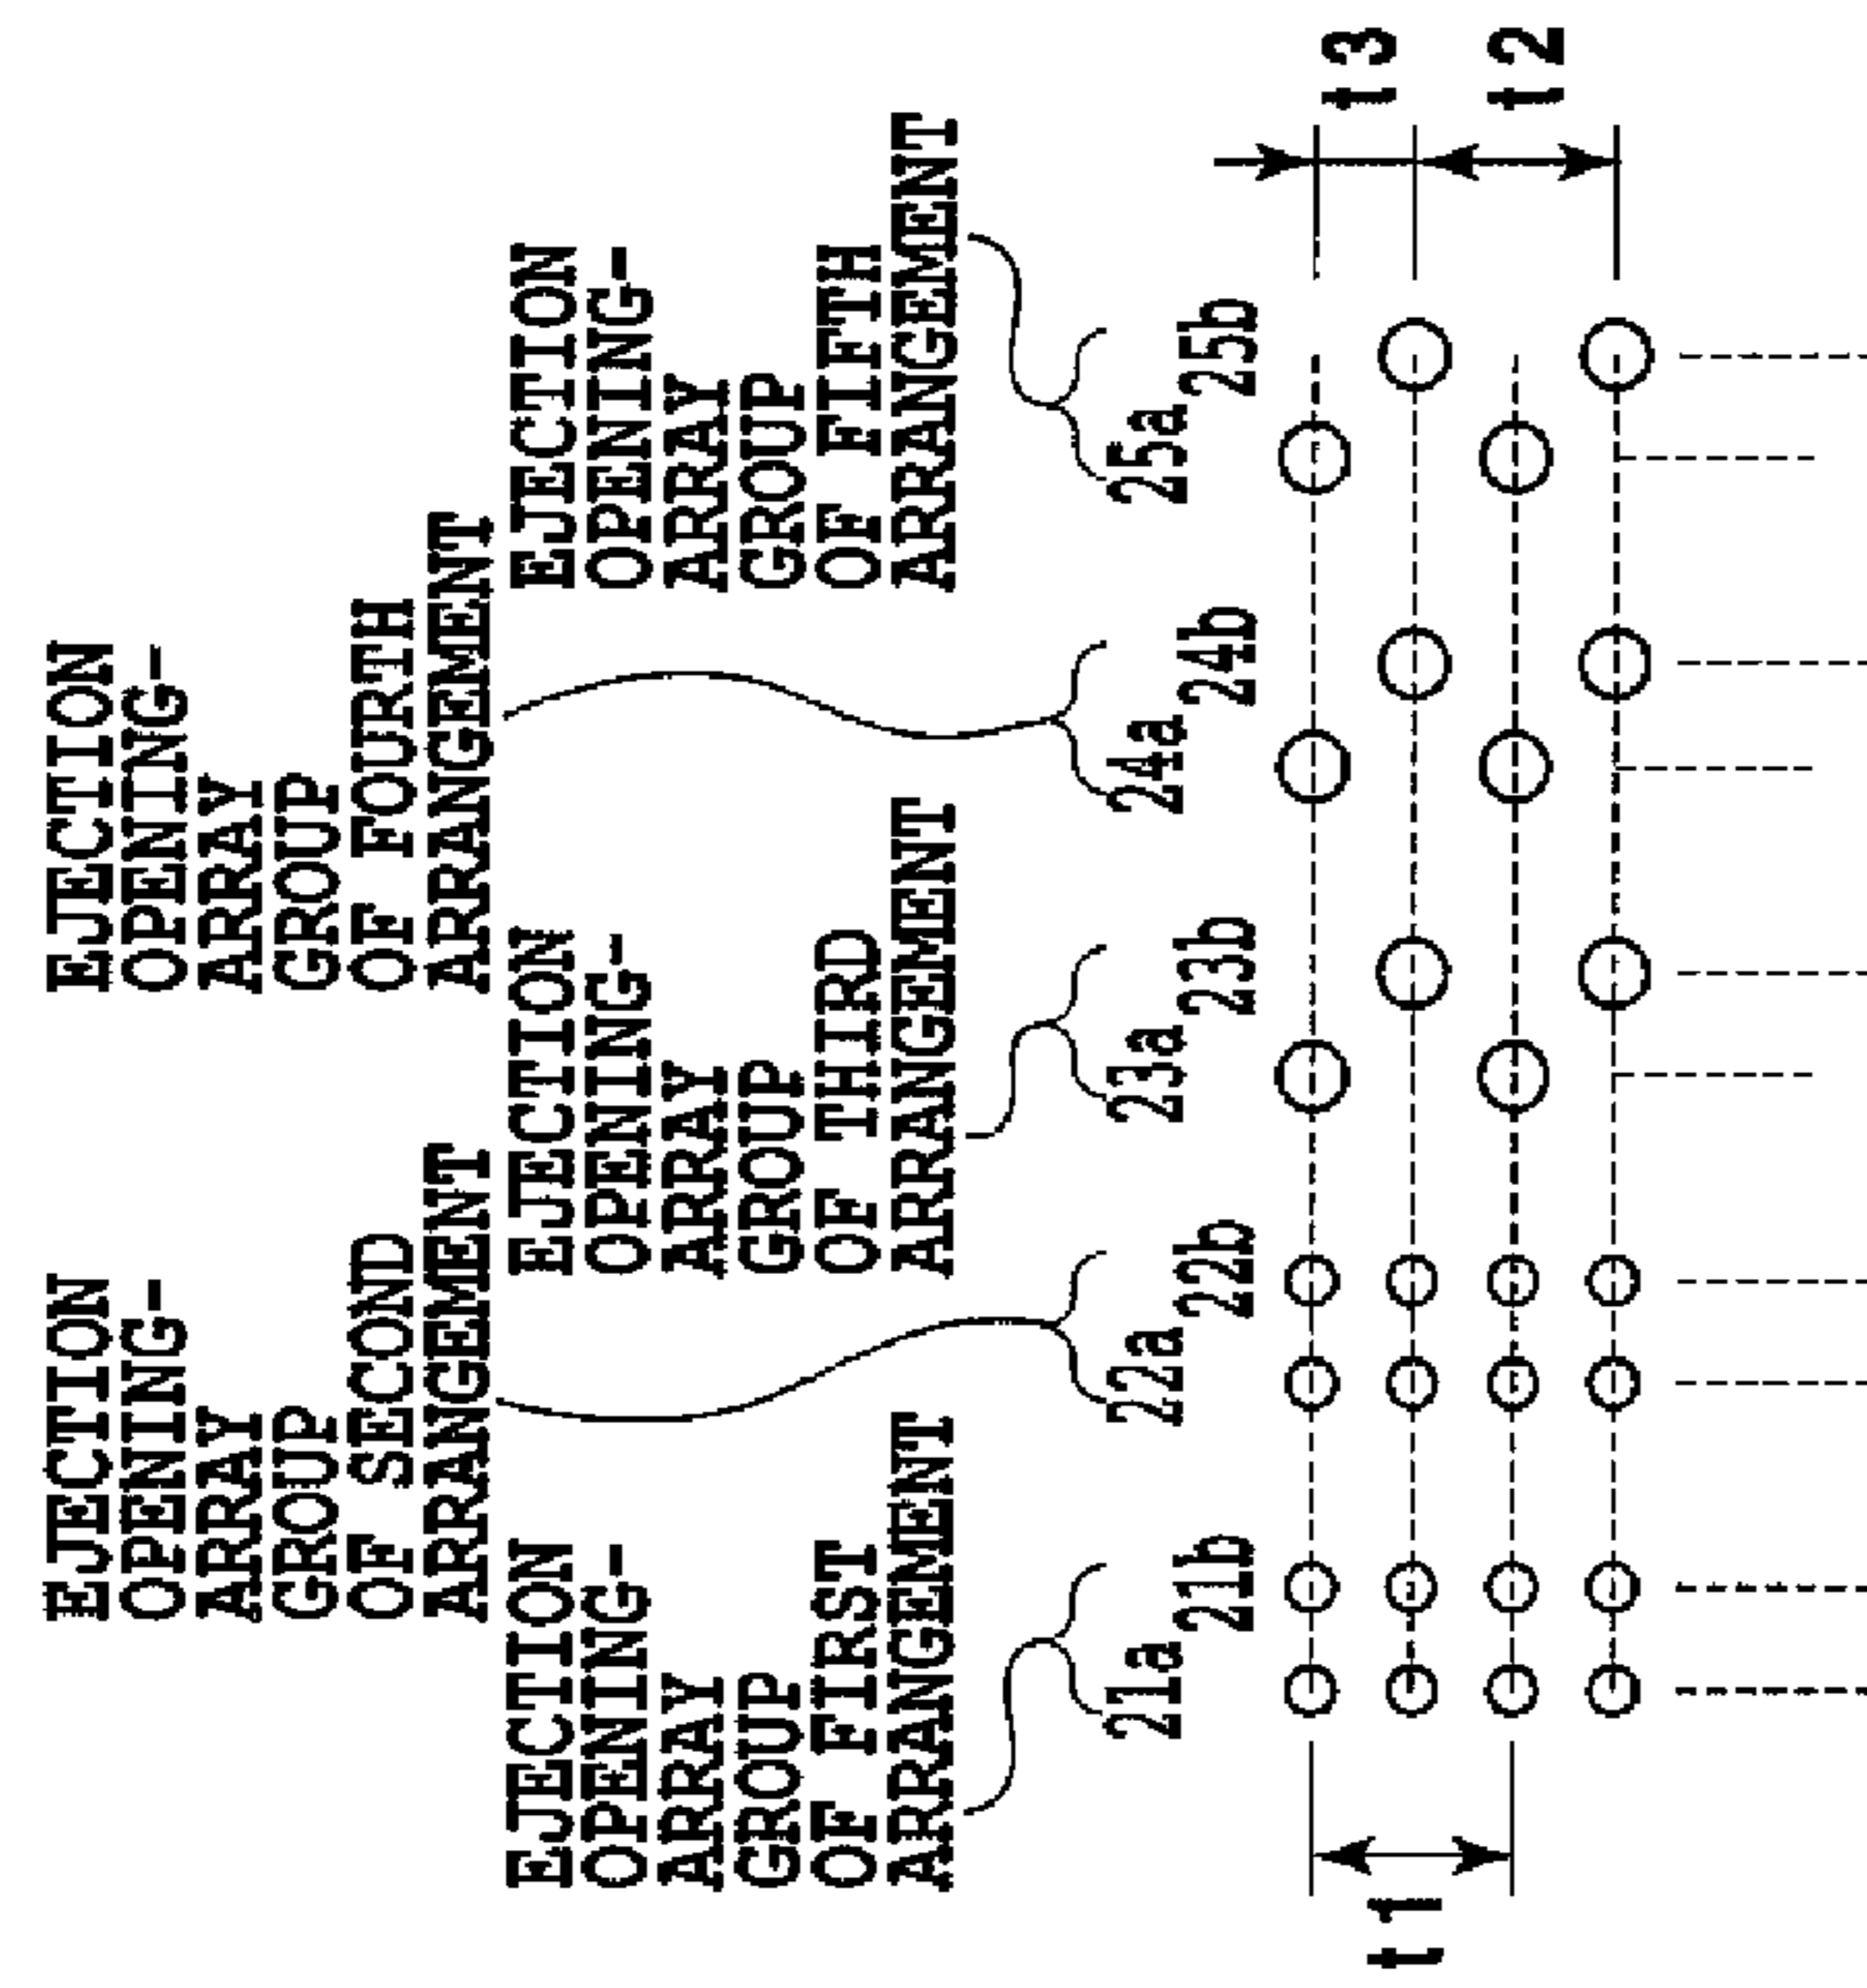 EJECTION
OPENING-
ARRAY
GROUP
OF FIRST
ARRANGEMENT
EJECTION
OPENING-
ARRAY
GROUP
OF SECOND
ARRANGEMENT
EJECTION
OPENING-
ARRAY
GROUP
OF THIRD
ARRANGEMENT
EJECTION
OPENING-
ARRAY
GROUP
OF FOURTH
ARRANGEMENT
EJECTION
OPENING-
ARRAY
GROUP
OF FIFTH
ARRANGEMENT
21a
21b
22a
22b
23a
23b
24a
24b
25a
25b
t1
t3
t2